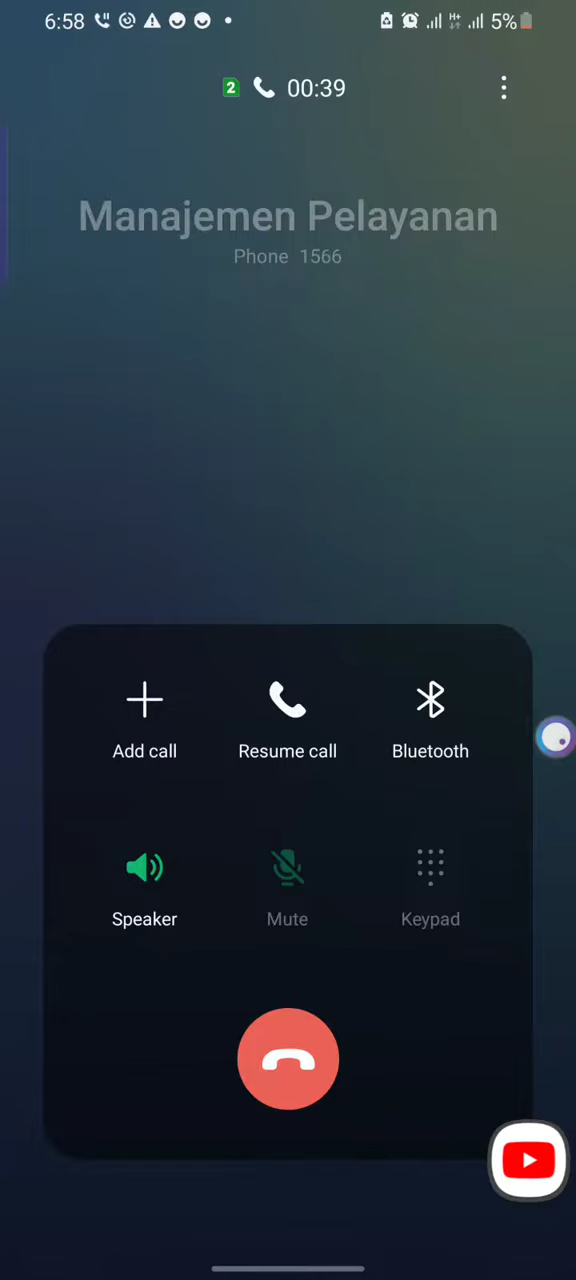 6:58
H+
5%
2
00:39
Manajemen Pelayanan
Phone 1566
Add call
Resume call
Bluetooth
Speaker
Mute
Keypad